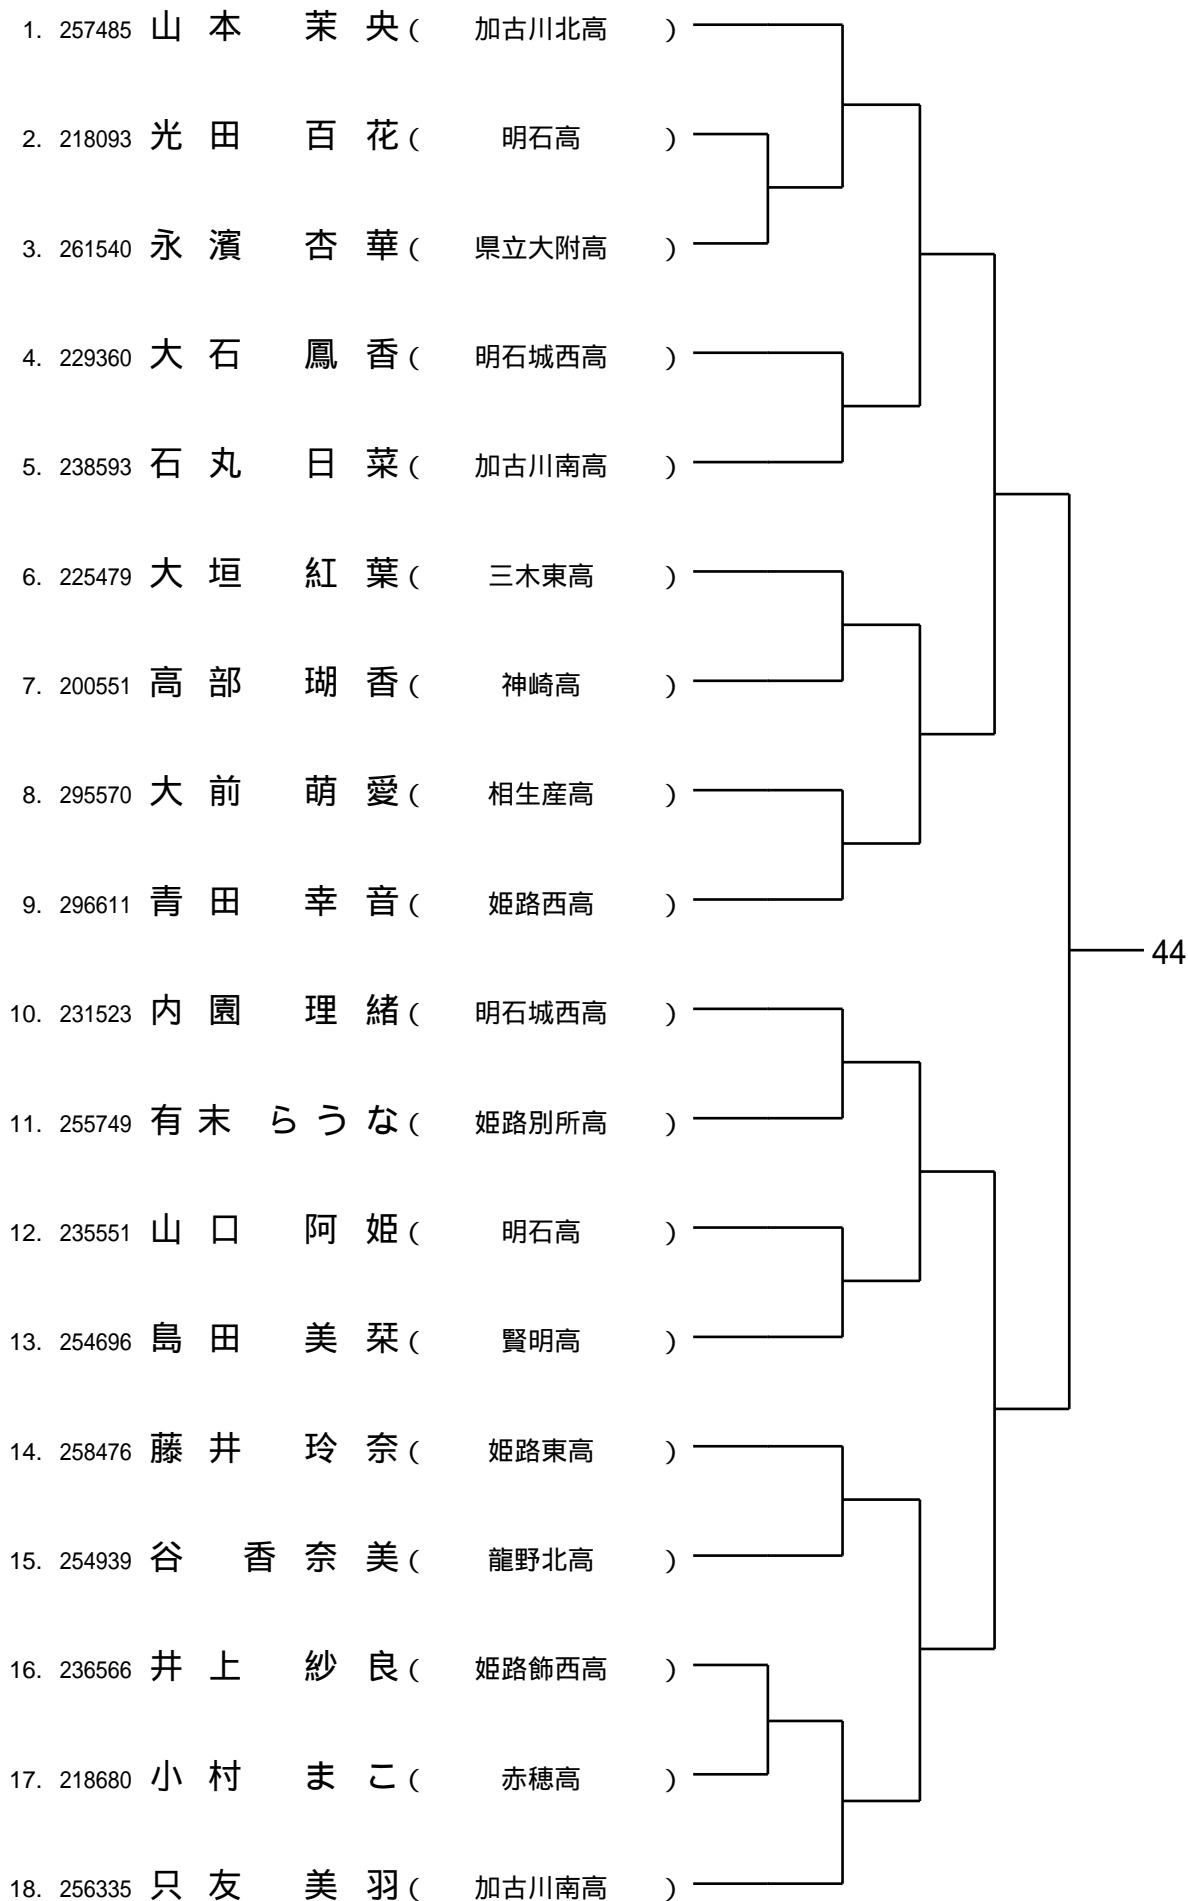 1. 257485 山本 茉央 ( 加古川北高 )
2. 218093 光田 百花 ( 明石高 )
3. 261540 永濱 杏華 ( 県立大附高 )
4. 229360 大石 鳳香 ( 明石城西高 )
5. 238593 石丸 日菜 ( 加古川南高 )
6. 225479 大垣 紅葉 ( 三木東高 )
7. 200551 高部 瑚香 ( 神崎高 )
8. 295570 大前 萌愛 ( 相生産高 )
9. 296611 青田 幸音 ( 姫路西高 )
44
10. 231523 内園 理緒 ( 明石城西高 )
11. 255749 有末 らうな ( 姫路別所高 )
12. 235551 山口 阿姫 ( 明石高 )
13. 254696 島田 美栞 ( 賢明高 )
14. 258476 藤井 玲奈 ( 姫路東高 )
15. 254939 谷 香奈美 ( 龍野北高 )
16. 236566 井上 紗良 ( 姫路飾西高 )
17. 218680 小村 まこ ( 赤穂高 )
18. 256335 只友 美羽 ( 加古川南高 )